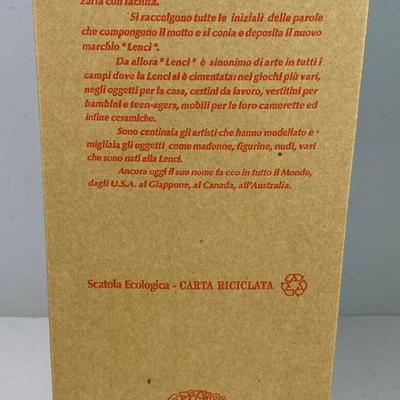 zarla con facilità.
Si raccolgono tutte le iniziali delle parole
che compongono il motto e si conia e deposita il nuovo
marchio "Lenci".
Da allora "Lenci" è sinonimo di arte in tutti i
campi dove la Lenci si è cimentata: nei giochi più vari,
negli oggetti per la casa, cestini da lavoro, vestitini per
bambini e teen-agers, mobili per le loro camerette ed
infine ceramiche.
Sono centinaia gli artisti che hanno modellato e
migliaia gli oggetti come madonne, figurine, nudi, vasi
che sono nati alla Lenci.
Ancora oggi il suo nome fa eco in tutto il Mondo,
dagli U.S.A. al Giappone, al Canada, all'Australia.
Scatola Ecologica - CARTA RICICLATA